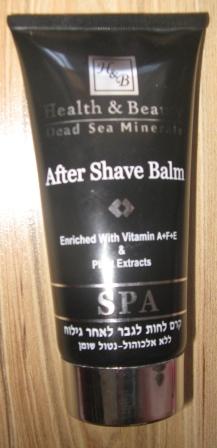 H&B
Health & Beauty
Dead Sea Minerals
After Shave Balm
Enriched With Vitamin A+F+E
&
Plant Extracts
SPA
קרם לחות לגבר לאחר גילוח
ללא אלכוהול-נטול שומן